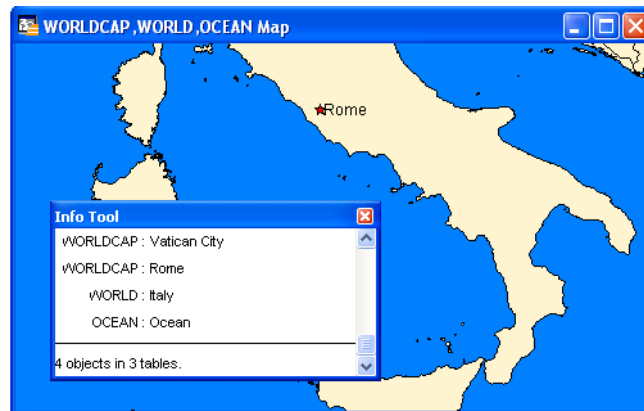 WORLDCAP,WORLD,OCEAN Map
Rome
Info Tool
WORLDCAP : Vatican City
WORLDCAP : Rome
WORLD : Italy
OCEAN : Ocean
4 objects in 3 tables.